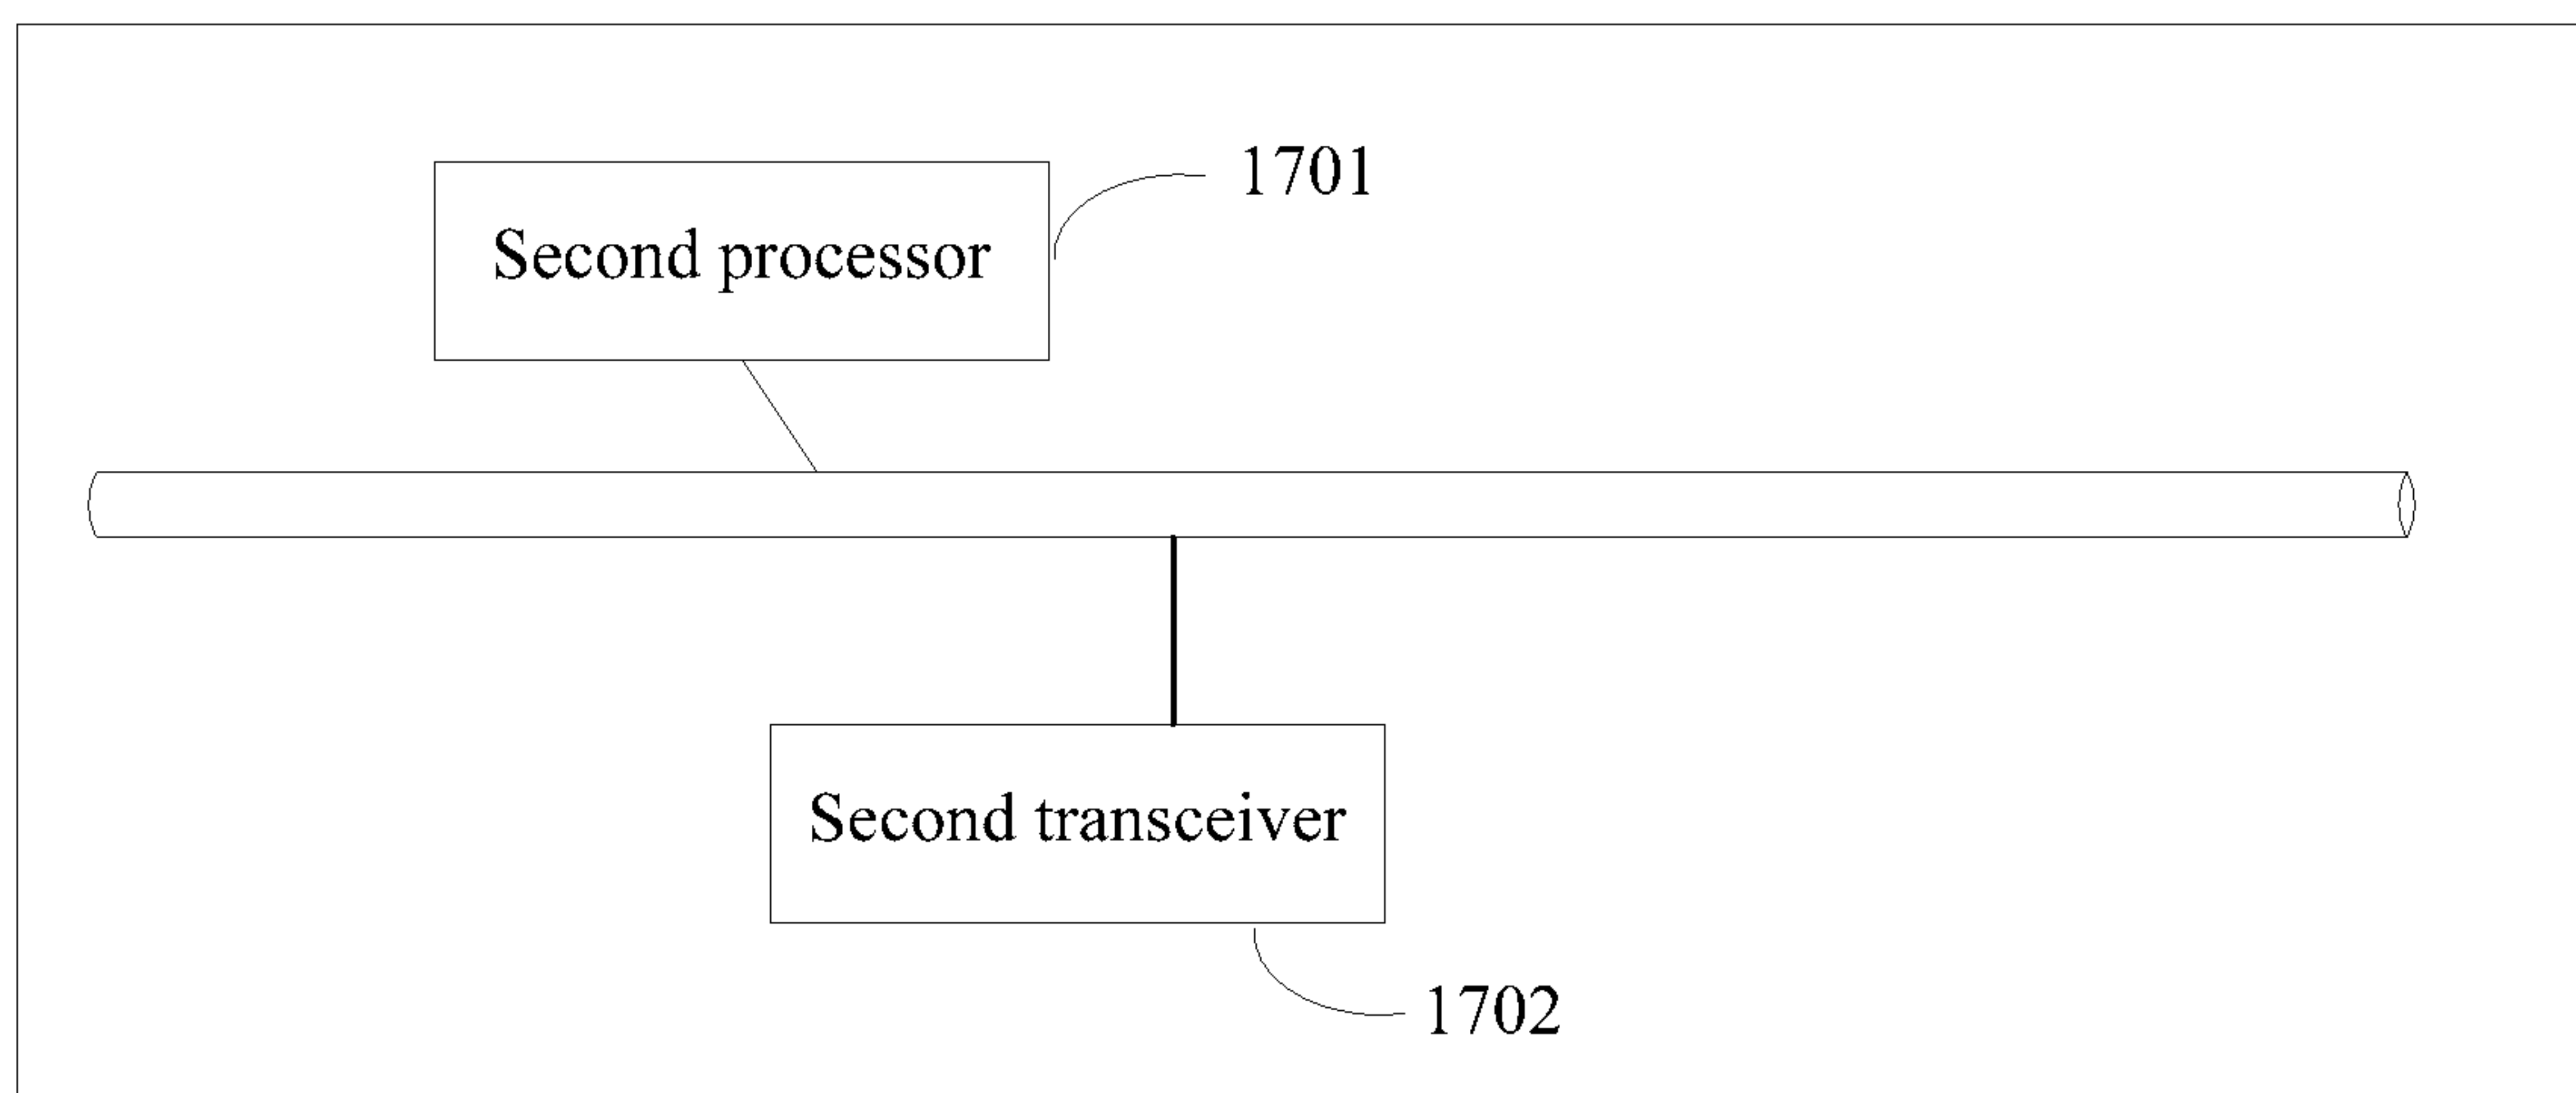 1701
Second processor
Second transceiver
1702